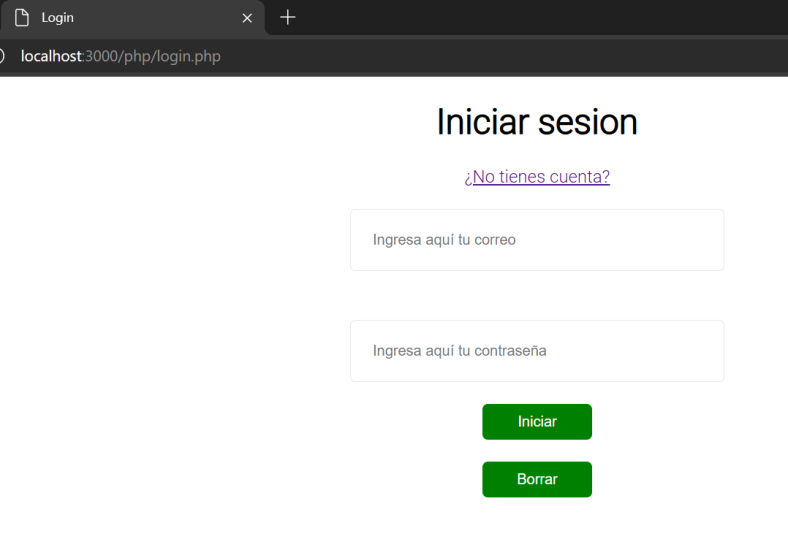 Login
localhost:3000/php/login.php
Iniciar sesion
¿No tienes cuenta?
Ingresa aquí tu correo
Ingresa aquí tu contraseña
Iniciar
Borrar